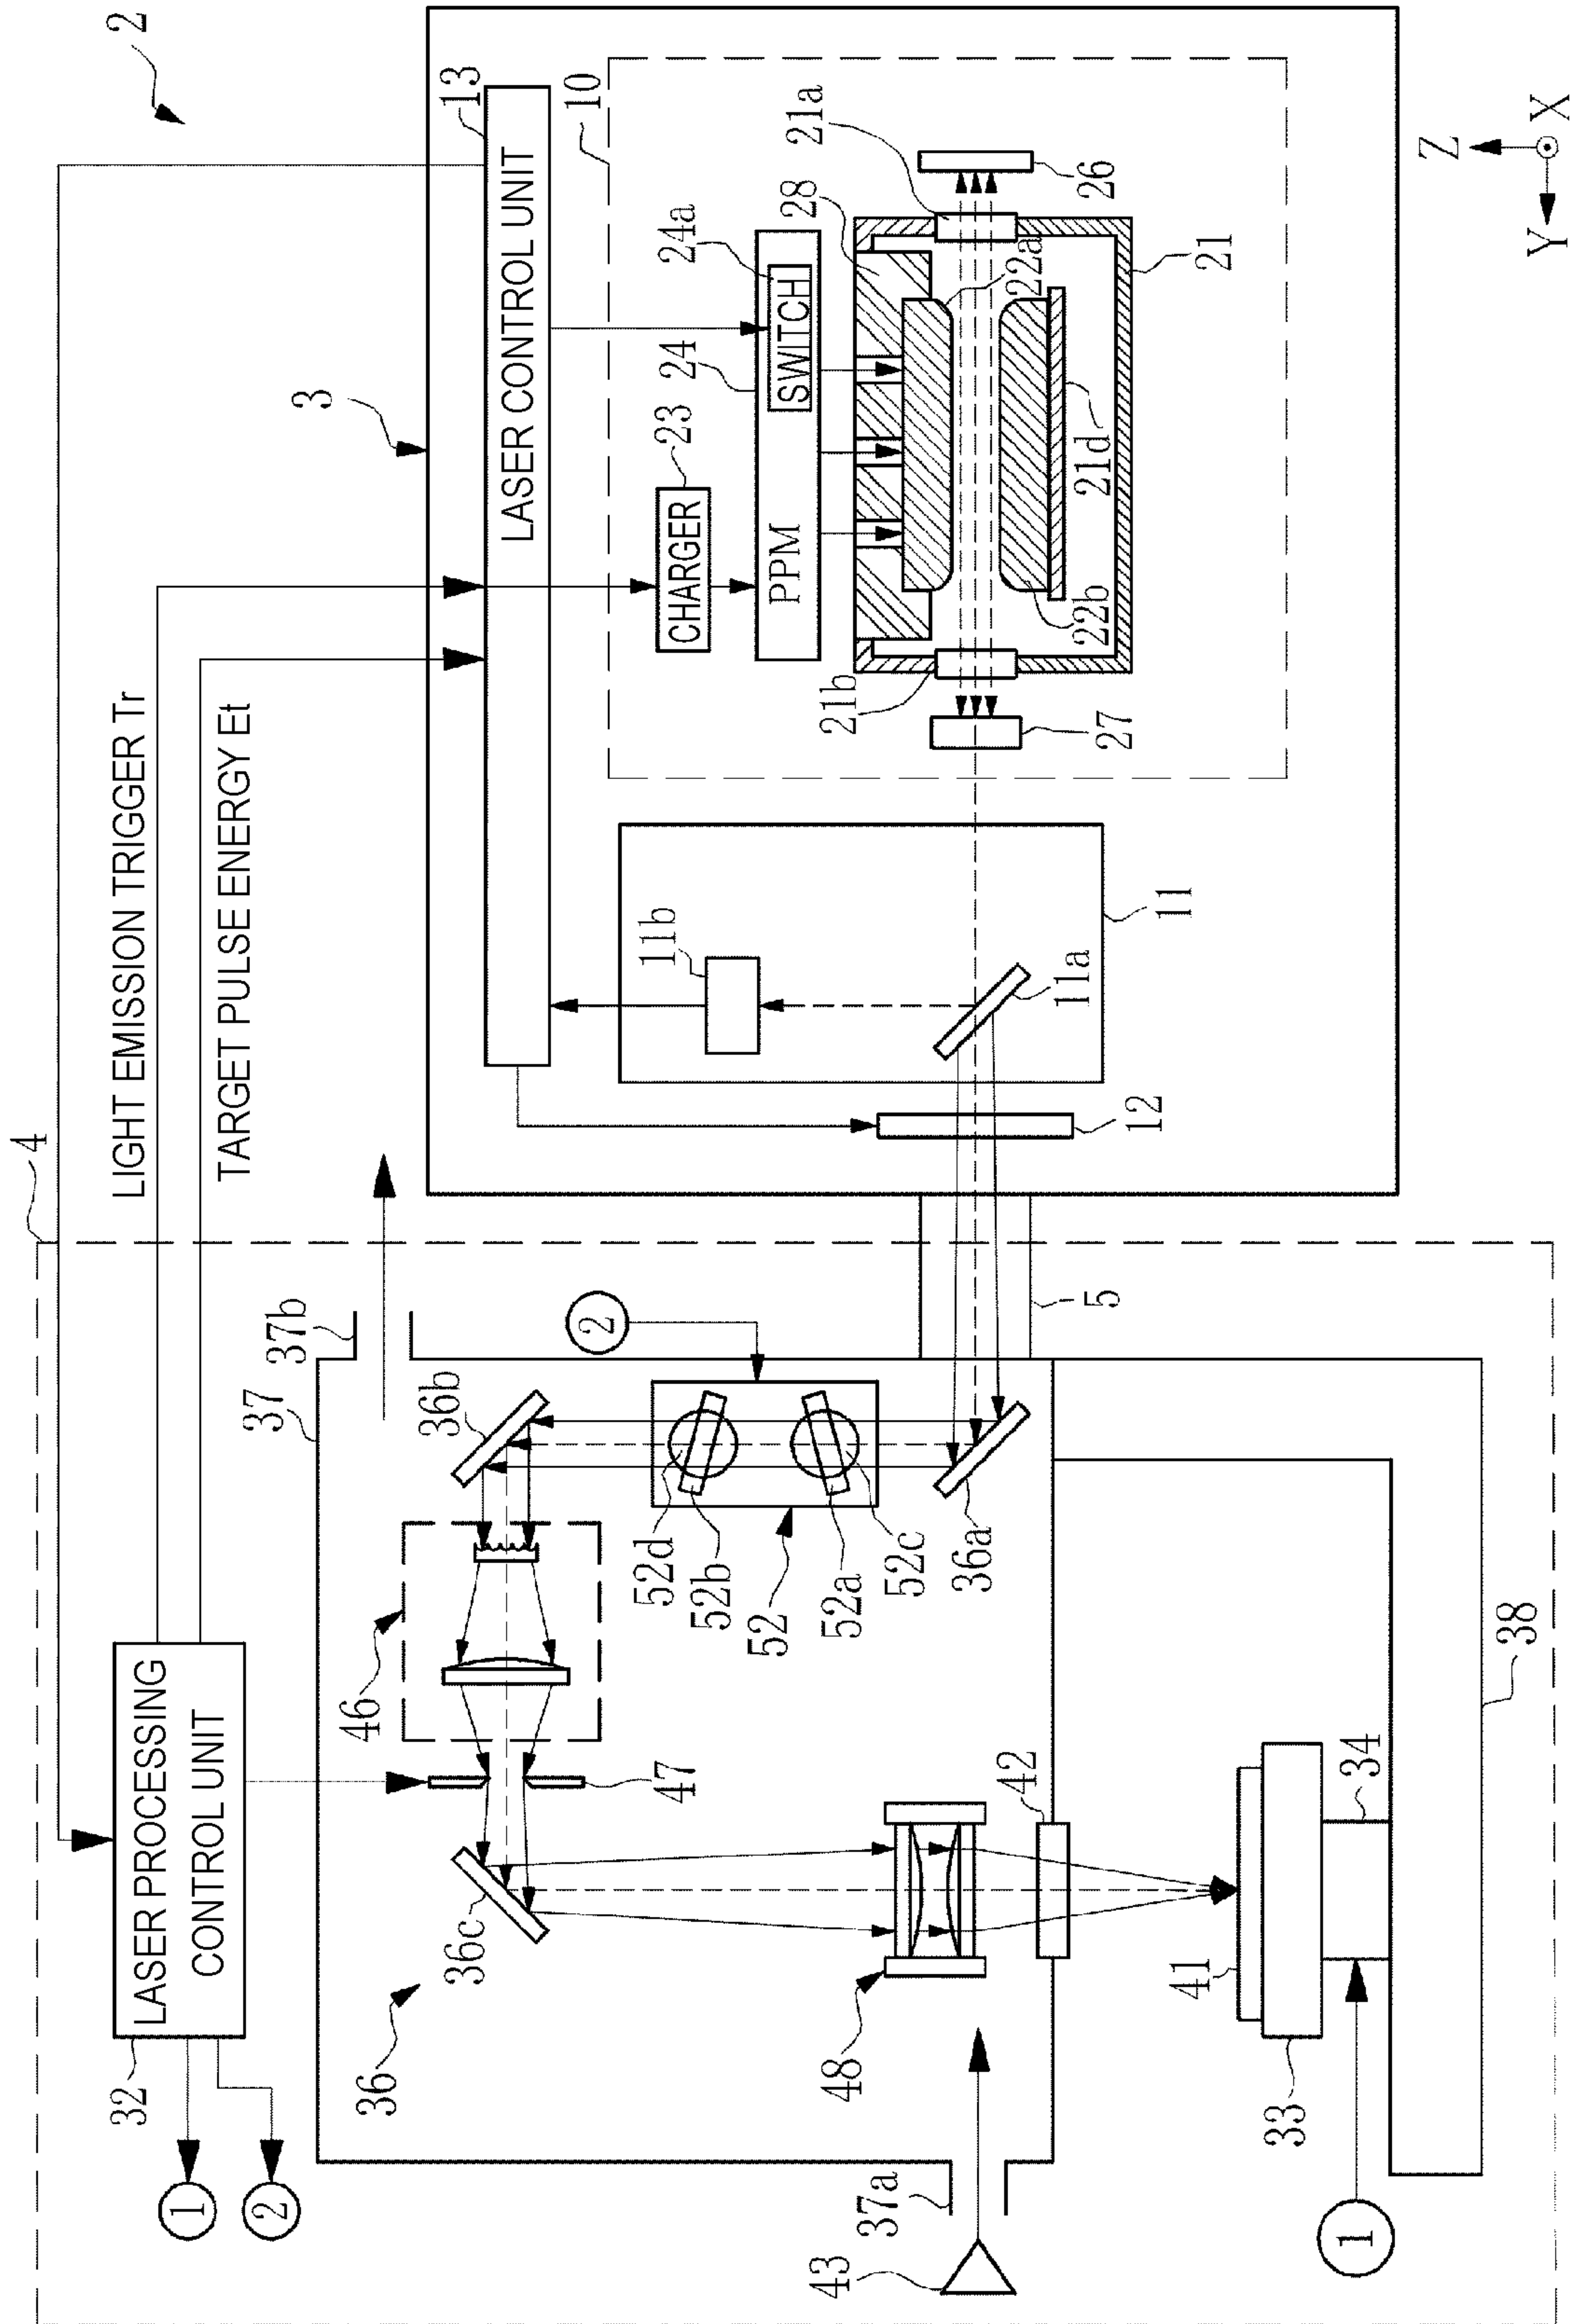 2
4
3
LIGHT EMISSION TRIGGER Tr
TARGET PULSE ENERGY Et
LASER PROCESSING
CONTROL UNIT
32
1
2
37
37b
13
LASER CONTROL UNIT
10
CHARGER
23
24
24a
SWITCH
PPM
28
21a
26
22a
21
21d
22b
21b
27
11b
11a
11
12
5
2
36b
52d
52b
52
52a
52c
36a
46
47
36c
36
48
42
37a
43
41
33
34
38
1
Z
Y
X